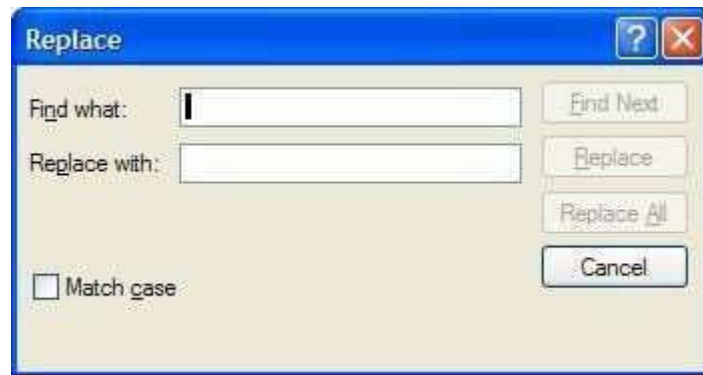 Replace
Find what:
Find Next
Replace with:
Replace
Replace All
Cancel
Match case